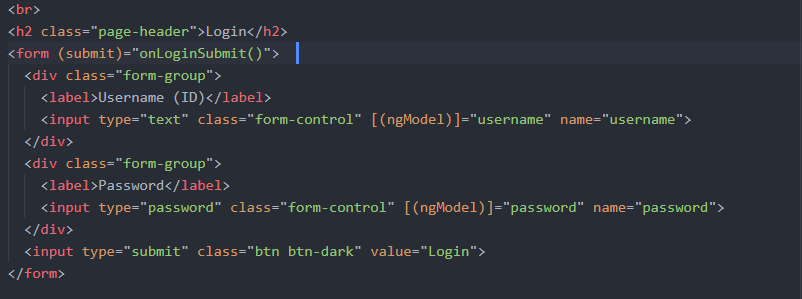 <br>
<h2 class="page-header">Login</h2>
<form (submit)="onLoginSubmit()">
<div class="form-group">
<label>Username (ID)</label>
<input type="text" class="form-control" [(ngModel)]="username" name="username">
</div>
<div class="form-group">
<label>Password</label>
<input type="password" class="form-control" [(ngModel)]="password" name="password">
</div>
<input type="submit" class="btn btn-dark" value="Login">
</form>